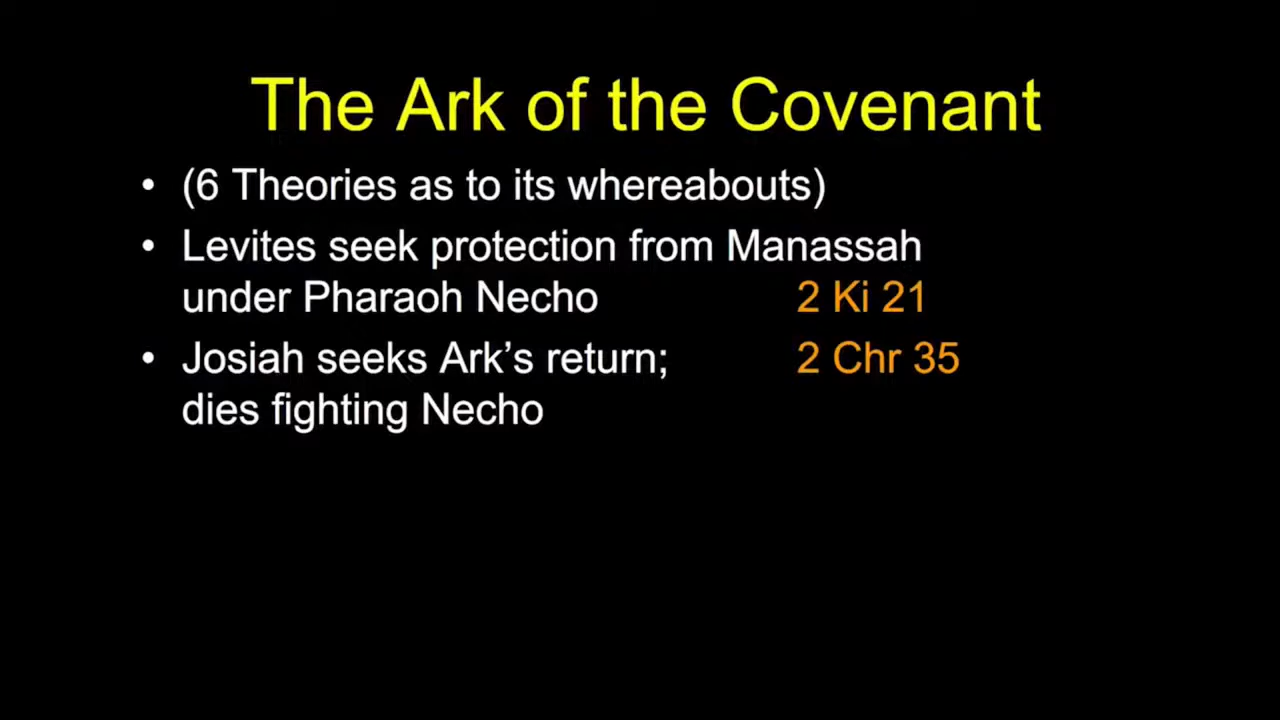 The Ark of the Covenant
• (6 Theories as to its whereabouts)
• Levites seek protection from Manassah
under Pharaoh Necho 2 Ki 21
• Josiah seeks Ark's return; 2 Chr 35
dies fighting Necho